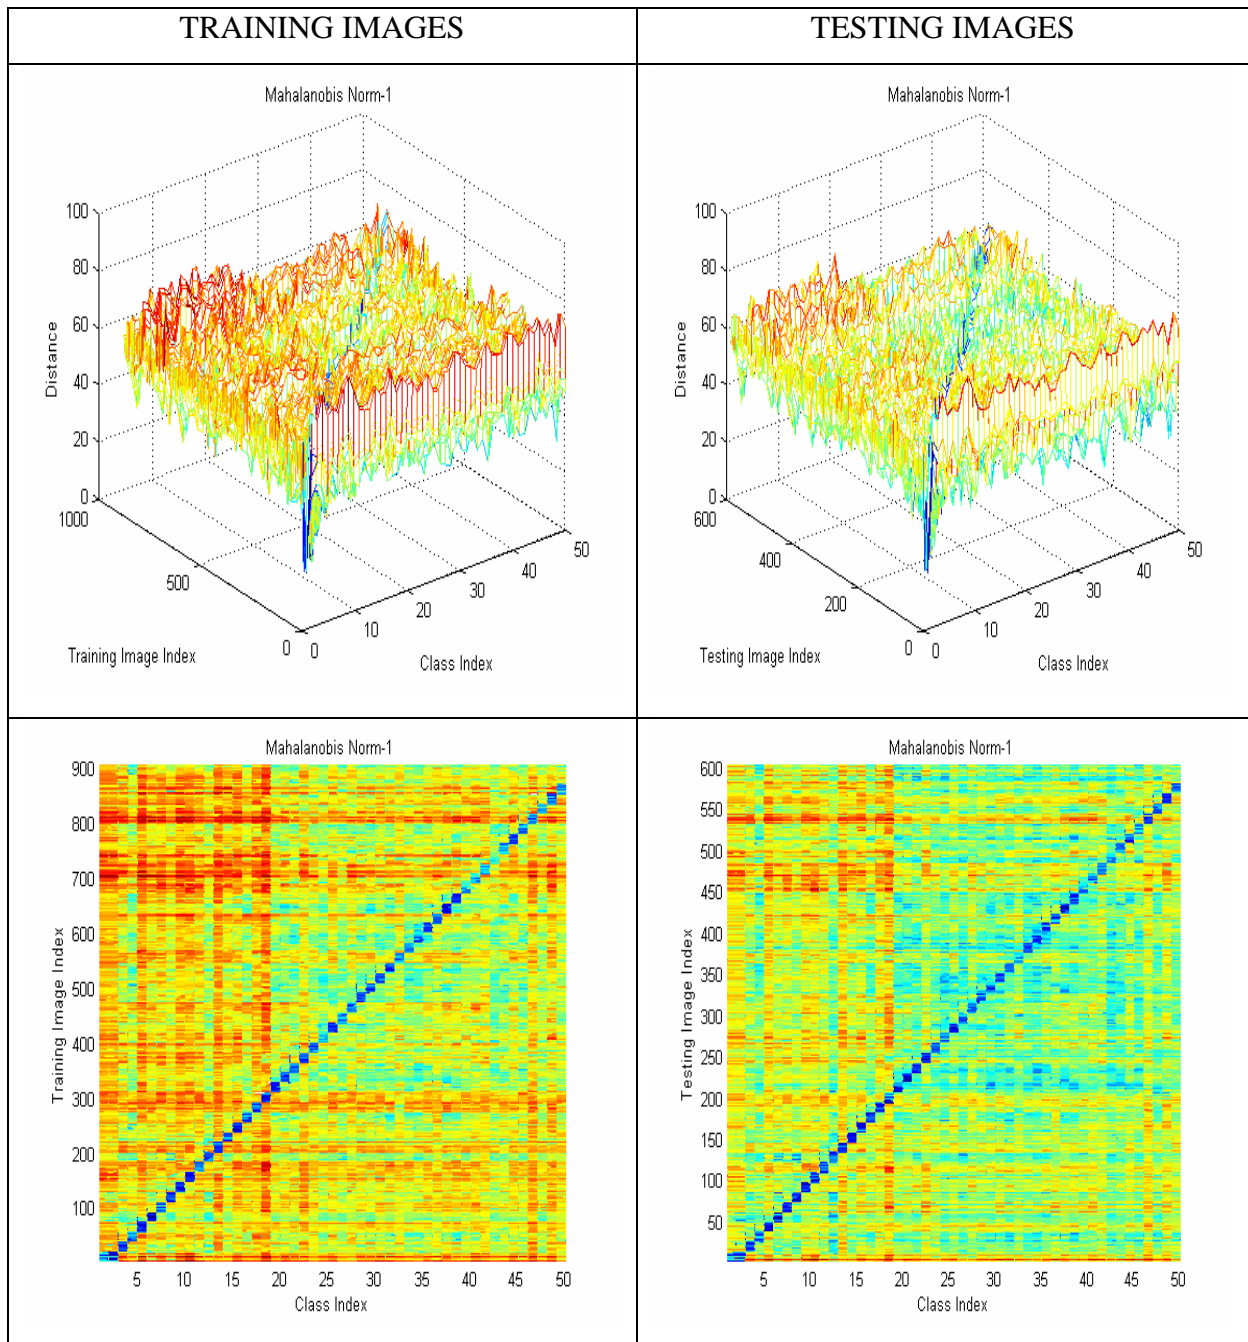 TRAINING IMAGES
TESTING IMAGES
Mahalanobis Norm-1
100
80
60
40
20
0
Distance
1000
500
0
Training Image Index
0
10
20
30
40
50
Class Index
Mahalanobis Norm-1
100
80
60
40
20
0
Distance
600
400
200
0
Testing Image Index
0
10
20
30
40
50
Class Index
Mahalanobis Norm-1
900
800
700
600
500
400
300
200
100
Training Image Index
5 10 15 20 25 30 35 40 45 50
Class Index
Mahalanobis Norm-1
600
550
500
450
400
350
300
250
200
150
100
50
Testing Image Index
5 10 15 20 25 30 35 40 45 50
Class Index